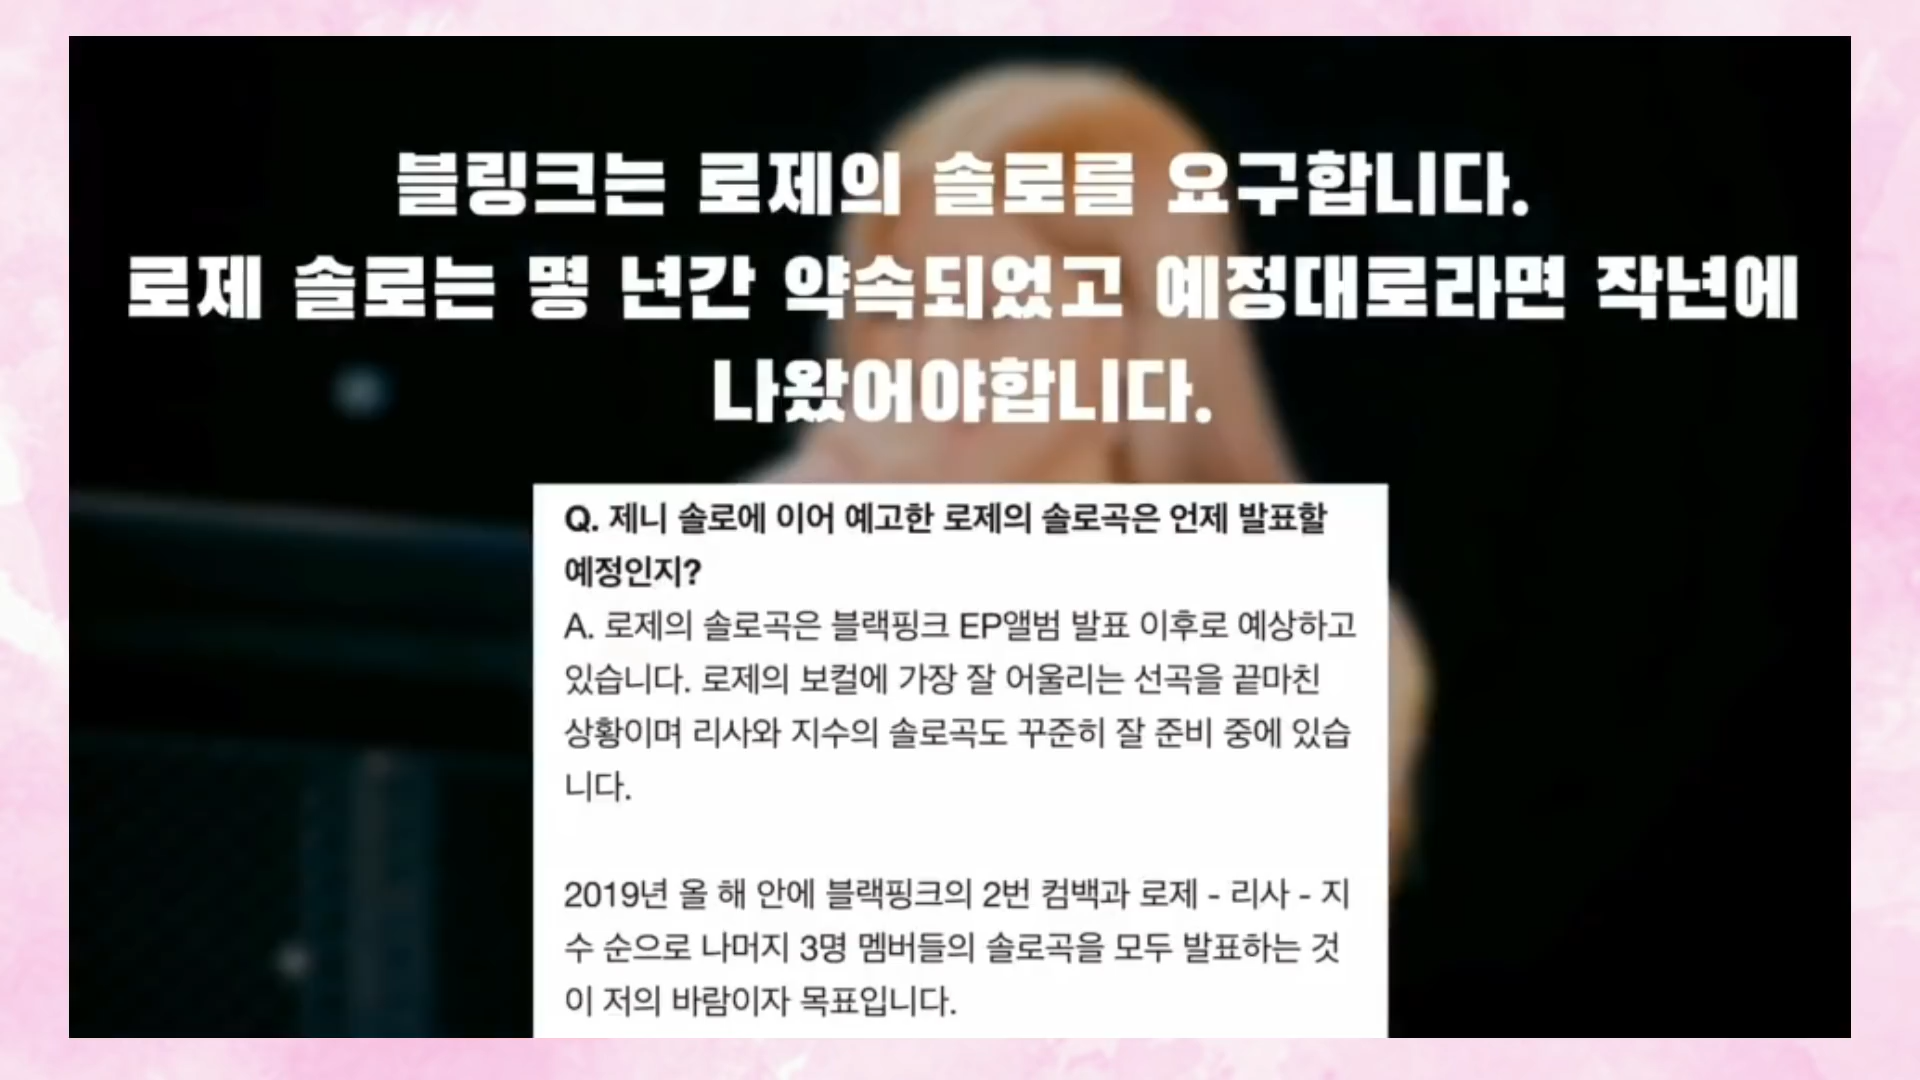 블링크는 로제의 솔로를 요구합니다.
로제 솔로는 몋 년간 약속되었고 예정대로라면 작년에
나왔어야합니다.
Q. 제니 솔로에 이어 예고한 로제의 솔로곡은 언제 발표할
예정인지?
A. 로제의 솔로곡은 블랙핑크 EP앨범 발표 이후로 예상하고
있습니다. 로제의 보컬에 가장 잘 어울리는 선곡을 끝마친
상황이며 리사와 지수의 솔로곡도 꾸준히 잘 준비 중에 있습
니다.
2019년 올 해 안에 블랙핑크의 2번 컴백과 로제 - 리사 - 지
수 순으로 나머지 3명 멤버들의 솔로곡을 모두 발표하는 것
이 저의 바람이자 목표입니다.